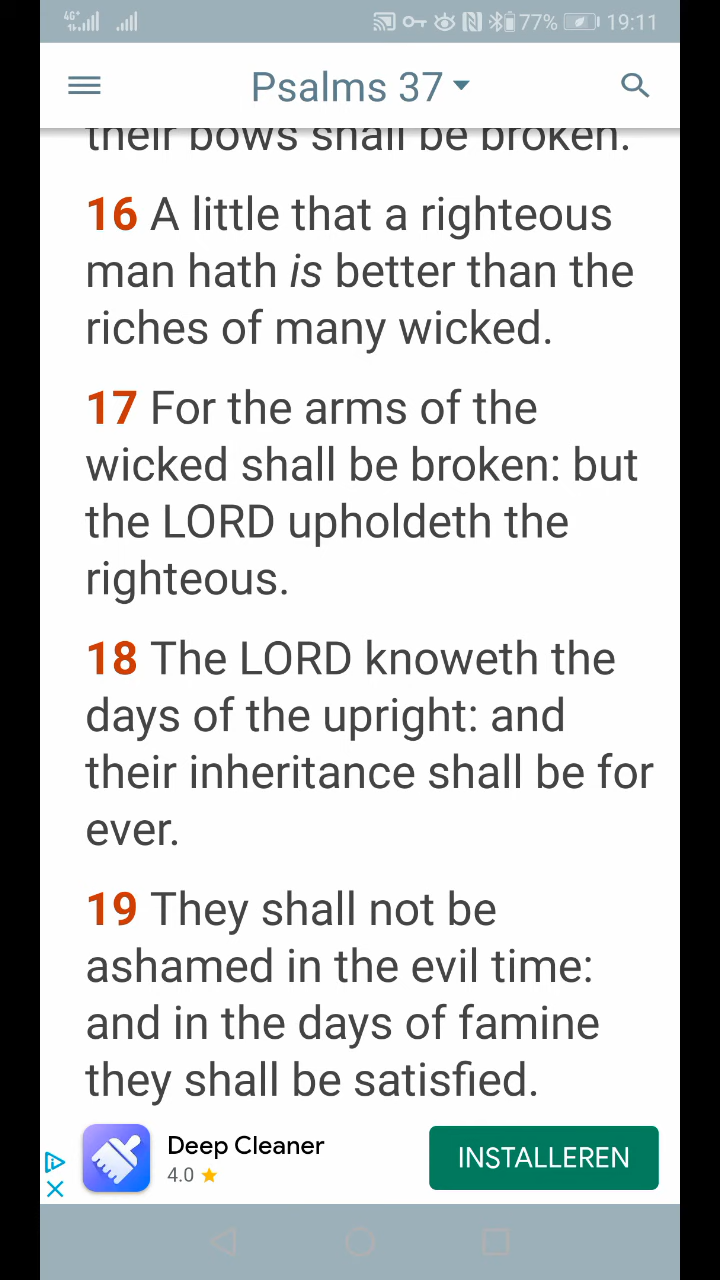 4G+ 77% 19:11
Psalms 37
their bows shall be broken.
16 A little that a righteous
man hath is better than the
riches of many wicked.
17 For the arms of the
wicked shall be broken: but
the LORD upholdeth the
righteous.
18 The LORD knoweth the
days of the upright: and
their inheritance shall be for
ever.
19 They shall not be
ashamed in the evil time:
and in the days of famine
they shall be satisfied.
Deep Cleaner
4.0
INSTALLEREN